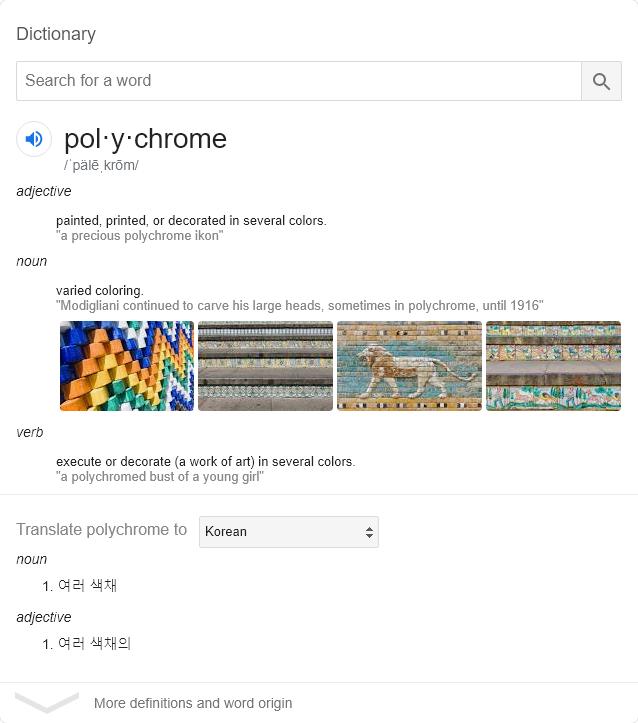 Dictionary
Search for a word
pol·y·chrome
/ˈpälēˌkrōm/
adjective
painted, printed, or decorated in several colors.
"a precious polychrome ikon"
noun
varied coloring.
"Modigliani continued to carve his large heads, sometimes in polychrome, until 1916"
verb
execute or decorate (a work of art) in several colors.
"a polychromed bust of a young girl"
Translate polychrome to Korean
noun
1. 여러 색채
adjective
1. 여러 색채의
More definitions and word origin